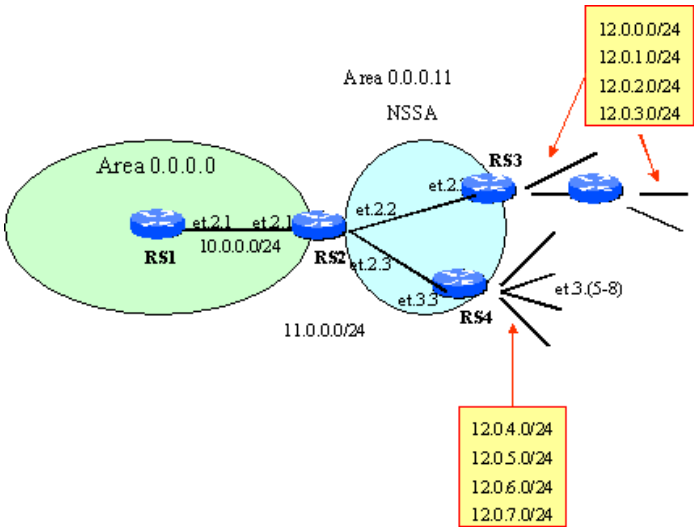 12.0.0.0/24
12.0.1.0/24
12.0.2.0/24
12.0.3.0/24
Area 0.0.0.11
NSSA
Area 0.0.0.0
RS3
et.2.
et.2.2
et.2.1
et.2.1
10.0.0.0/24
RS1
RS2
et.2.3
et.3.3
RS4
et.3.(5-8)
11.0.0.0/24
12.0.4.0/24
12.0.5.0/24
12.0.6.0/24
12.0.7.0/24